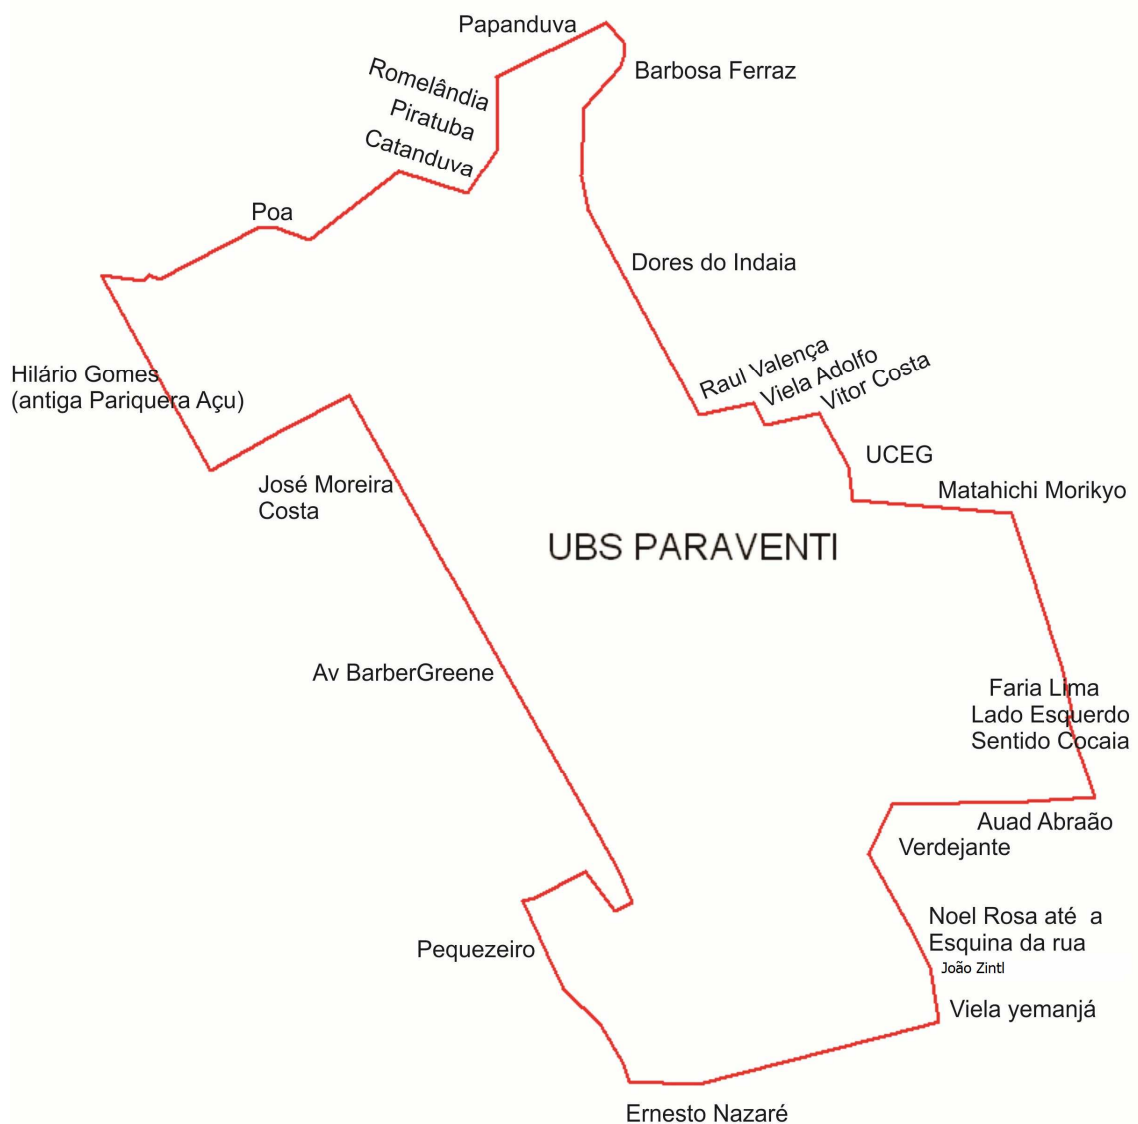 Papanduva
Barbosa Ferraz
Romelândia
Piratuba
Catanduva
Poa
Dores do Indaia
Raul Valença
Viela Adolfo
Vitor Costa
Hilário Gomes
(antiga Pariquera Açu)
UCEG
José Moreira
Costa
Matahichi Morikyo
UBS PARAVENTI
Av BarberGreene
Faria Lima
Lado Esquerdo
Sentido Cocaia
Auad Abraão
Verdejante
Noel Rosa até a
Esquina da rua
João Zintl
Pequezeiro
Viela yemanjá
Ernesto Nazaré